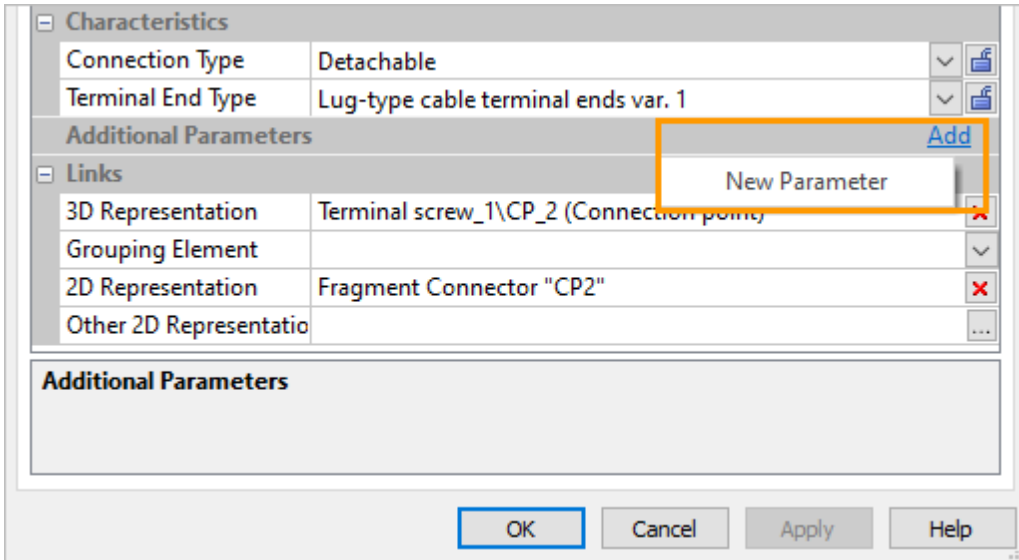 Characteristics
Connection Type Detachable
Terminal End Type Lug-type cable terminal ends var. 1
Additional Parameters Add
Links New Parameter
3D Representation Terminal screw_1\CP_2 (Connection point)
Grouping Element
2D Representation Fragment Connector "CP2"
Other 2D Representatio ...
Additional Parameters
OK Cancel Apply Help